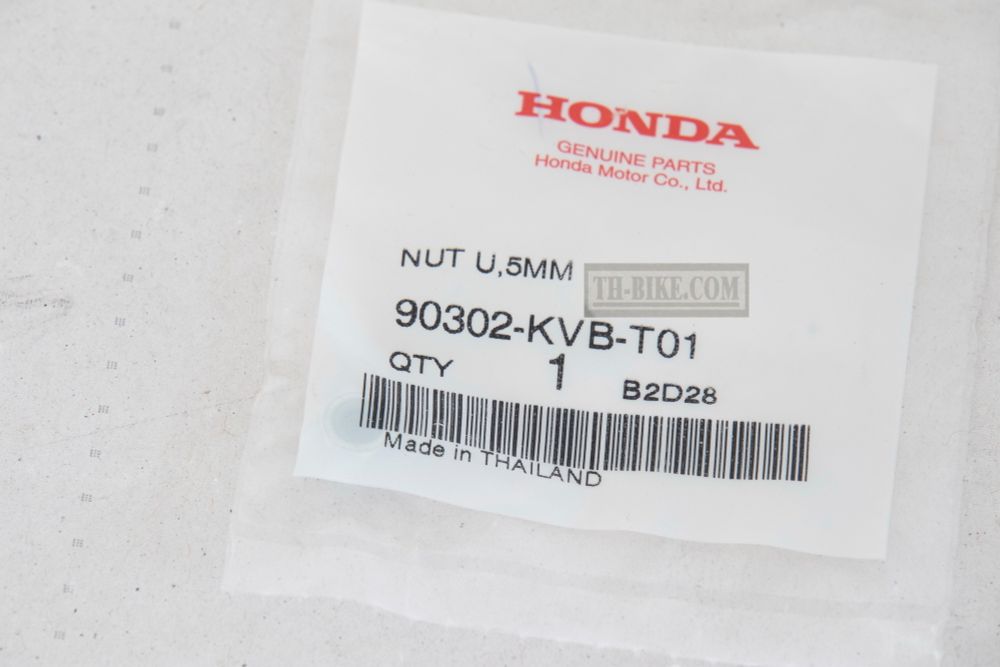 HONDA
GENUINE PARTS
Honda Motor Co., Ltd.
NUT U,5MM
TH-BIKE.COM
90302-KVB-T01
QTY 1 B2D28
Made in THAILAND